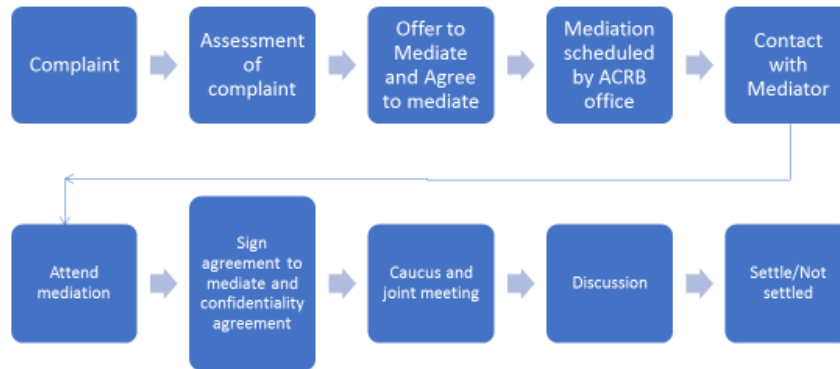 Complaint
Assessment
of
complaint
Offer to
Mediate
and Agree
to mediate
Mediation
scheduled
by ACRB
office
Contact
with
Mediator
Attend
mediation
Sign
agreement to
mediate and
confidentiality
agreement
Caucus and
joint meeting
Discussion
Settle/Not
settled